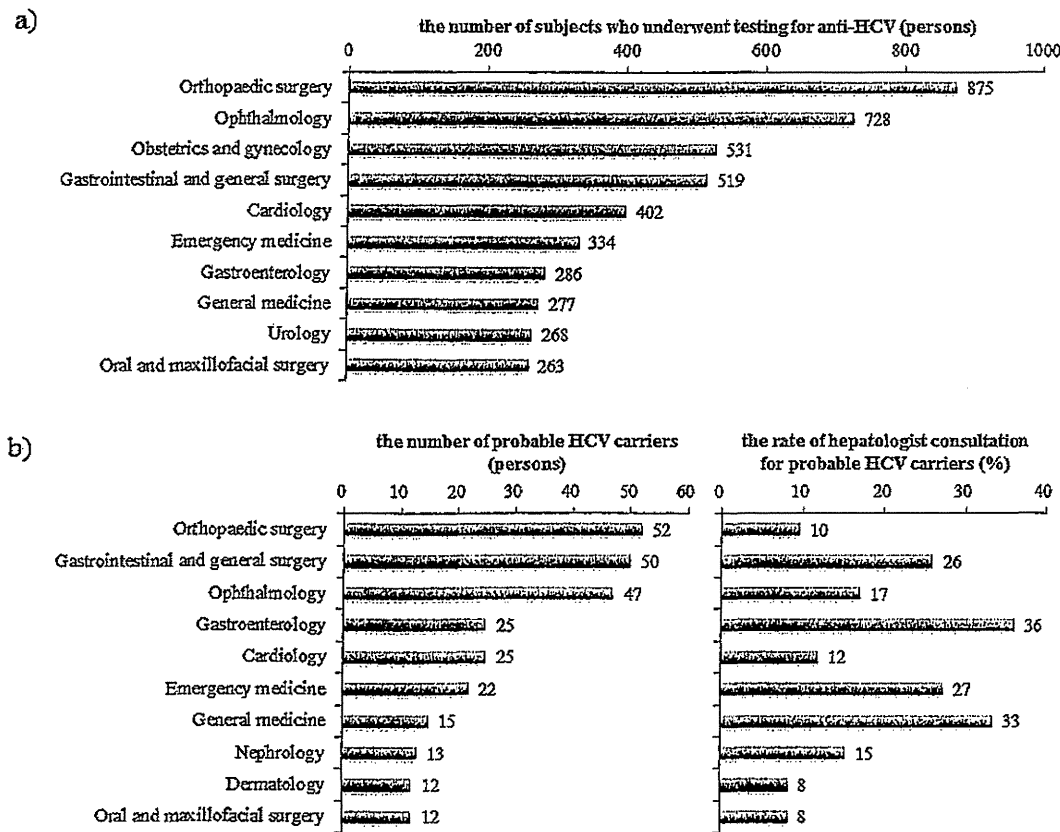 a)
the number of subjects who underwent testing for anti-HCV (persons)
0 200 400 600 800 1000
Orthopaedic surgery 875
Ophthalmology 728
Obstetrics and gynecology 531
Gastrointestinal and general surgery 519
Cardiology 402
Emergency medicine 334
Gastroenterology 286
General medicine 277
Urology 268
Oral and maxillofacial surgery 263
b)
the number of probable HCV carriers
(persons)
0 10 20 30 40 50 60
the rate of hepatologist consultation
for probable HCV carriers (%)
0 10 20 30 40
Orthopaedic surgery 52 10
Gastrointestinal and general surgery 50 26
Ophthalmology 47 17
Gastroenterology 25 36
Cardiology 25 12
Emergency medicine 22 27
General medicine 15 33
Nephrology 13 15
Dermatology 12 8
Oral and maxillofacial surgery 12 8